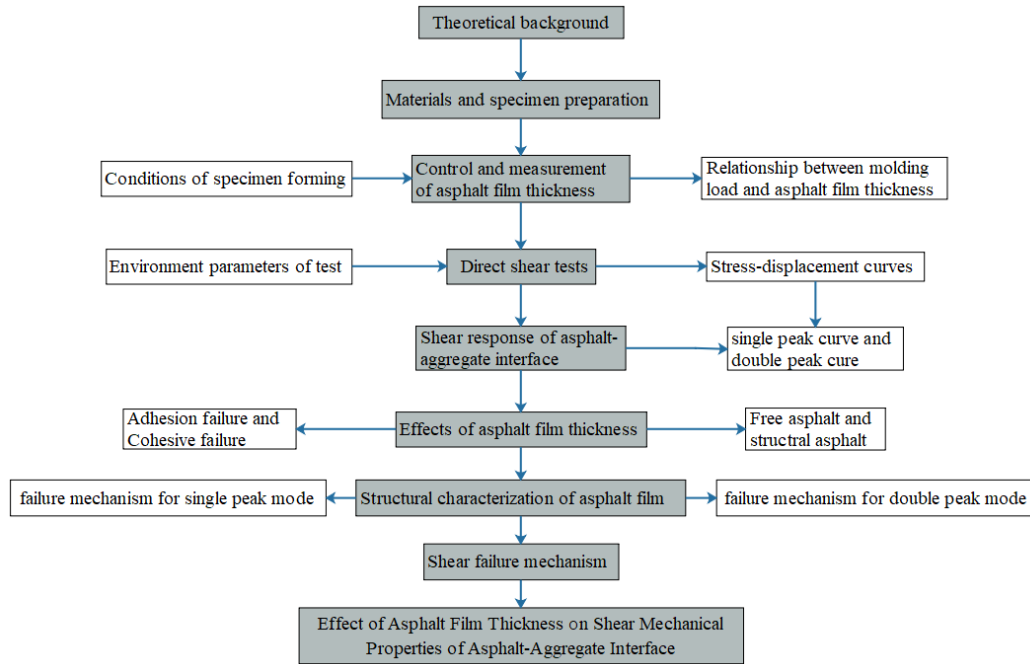 Theoretical background
Materials and specimen preparation
Conditions of specimen forming
Control and measurement
of asphalt film thickness
Relationship between molding
load and asphalt film thickness
Environment parameters of test
Direct shear tests
Stress-displacement curves
Shear response of asphalt-
aggregate interface
single peak curve and
double peak cure
Adhesion failure and
Cohesive failure
Effects of asphalt film thickness
Free asphalt and
structral asphalt
failure mechanism for single peak mode
Structural characterization of asphalt film
failure mechanism for double peak mode
Shear failure mechanism
Effect of Asphalt Film Thickness on Shear Mechanical
Properties of Asphalt-Aggregate Interface